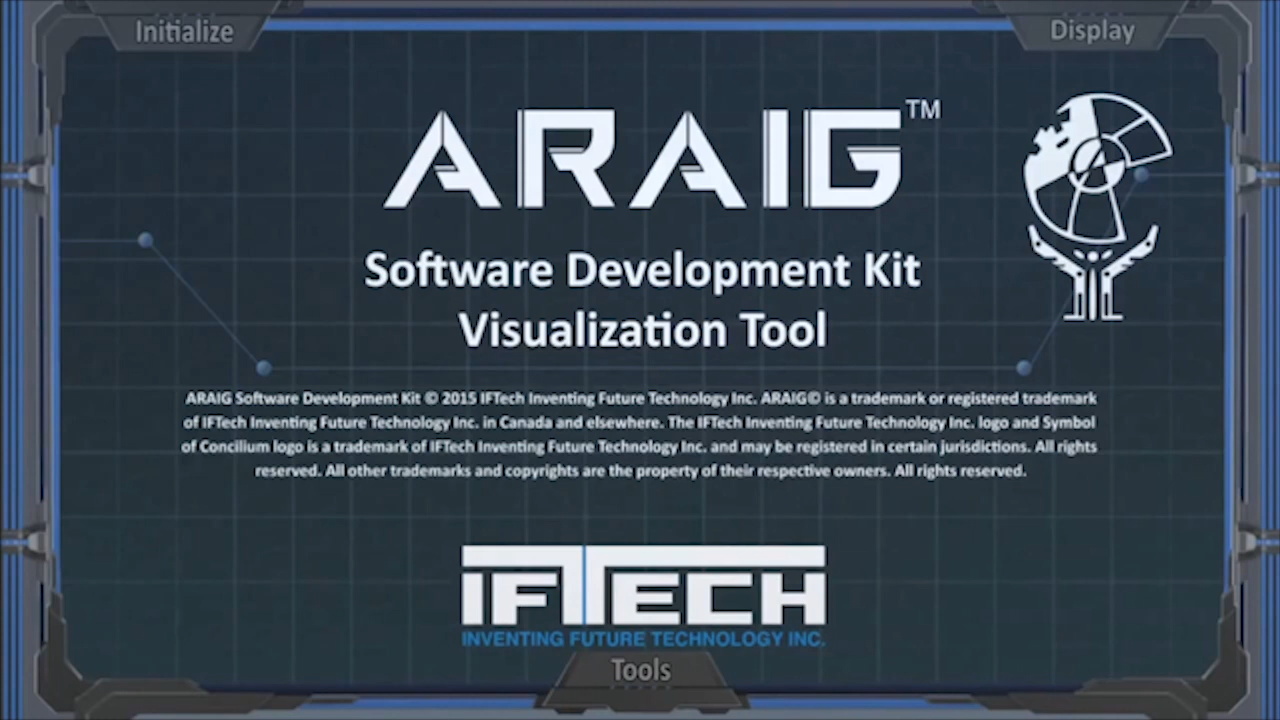 Initialize
Display
ARAIG™
Software Development Kit
Visualization Tool
ARAIG Software Development Kit © 2015 IFTech Inventing Future Technology Inc. ARAIG© is a trademark or registered trademark
of IFTech Inventing Future Technology Inc. in Canada and elsewhere. The IFTech Inventing Future Technology Inc. logo and Symbol
of Concilium logo is a trademark of IFTech Inventing Future Technology Inc. and may be registered in certain jurisdictions. All rights
reserved. All other trademarks and copyrights are the property of their respective owners. All rights reserved.
IFTECH
INVENTING FUTURE TECHNOLOGY INC.
Tools